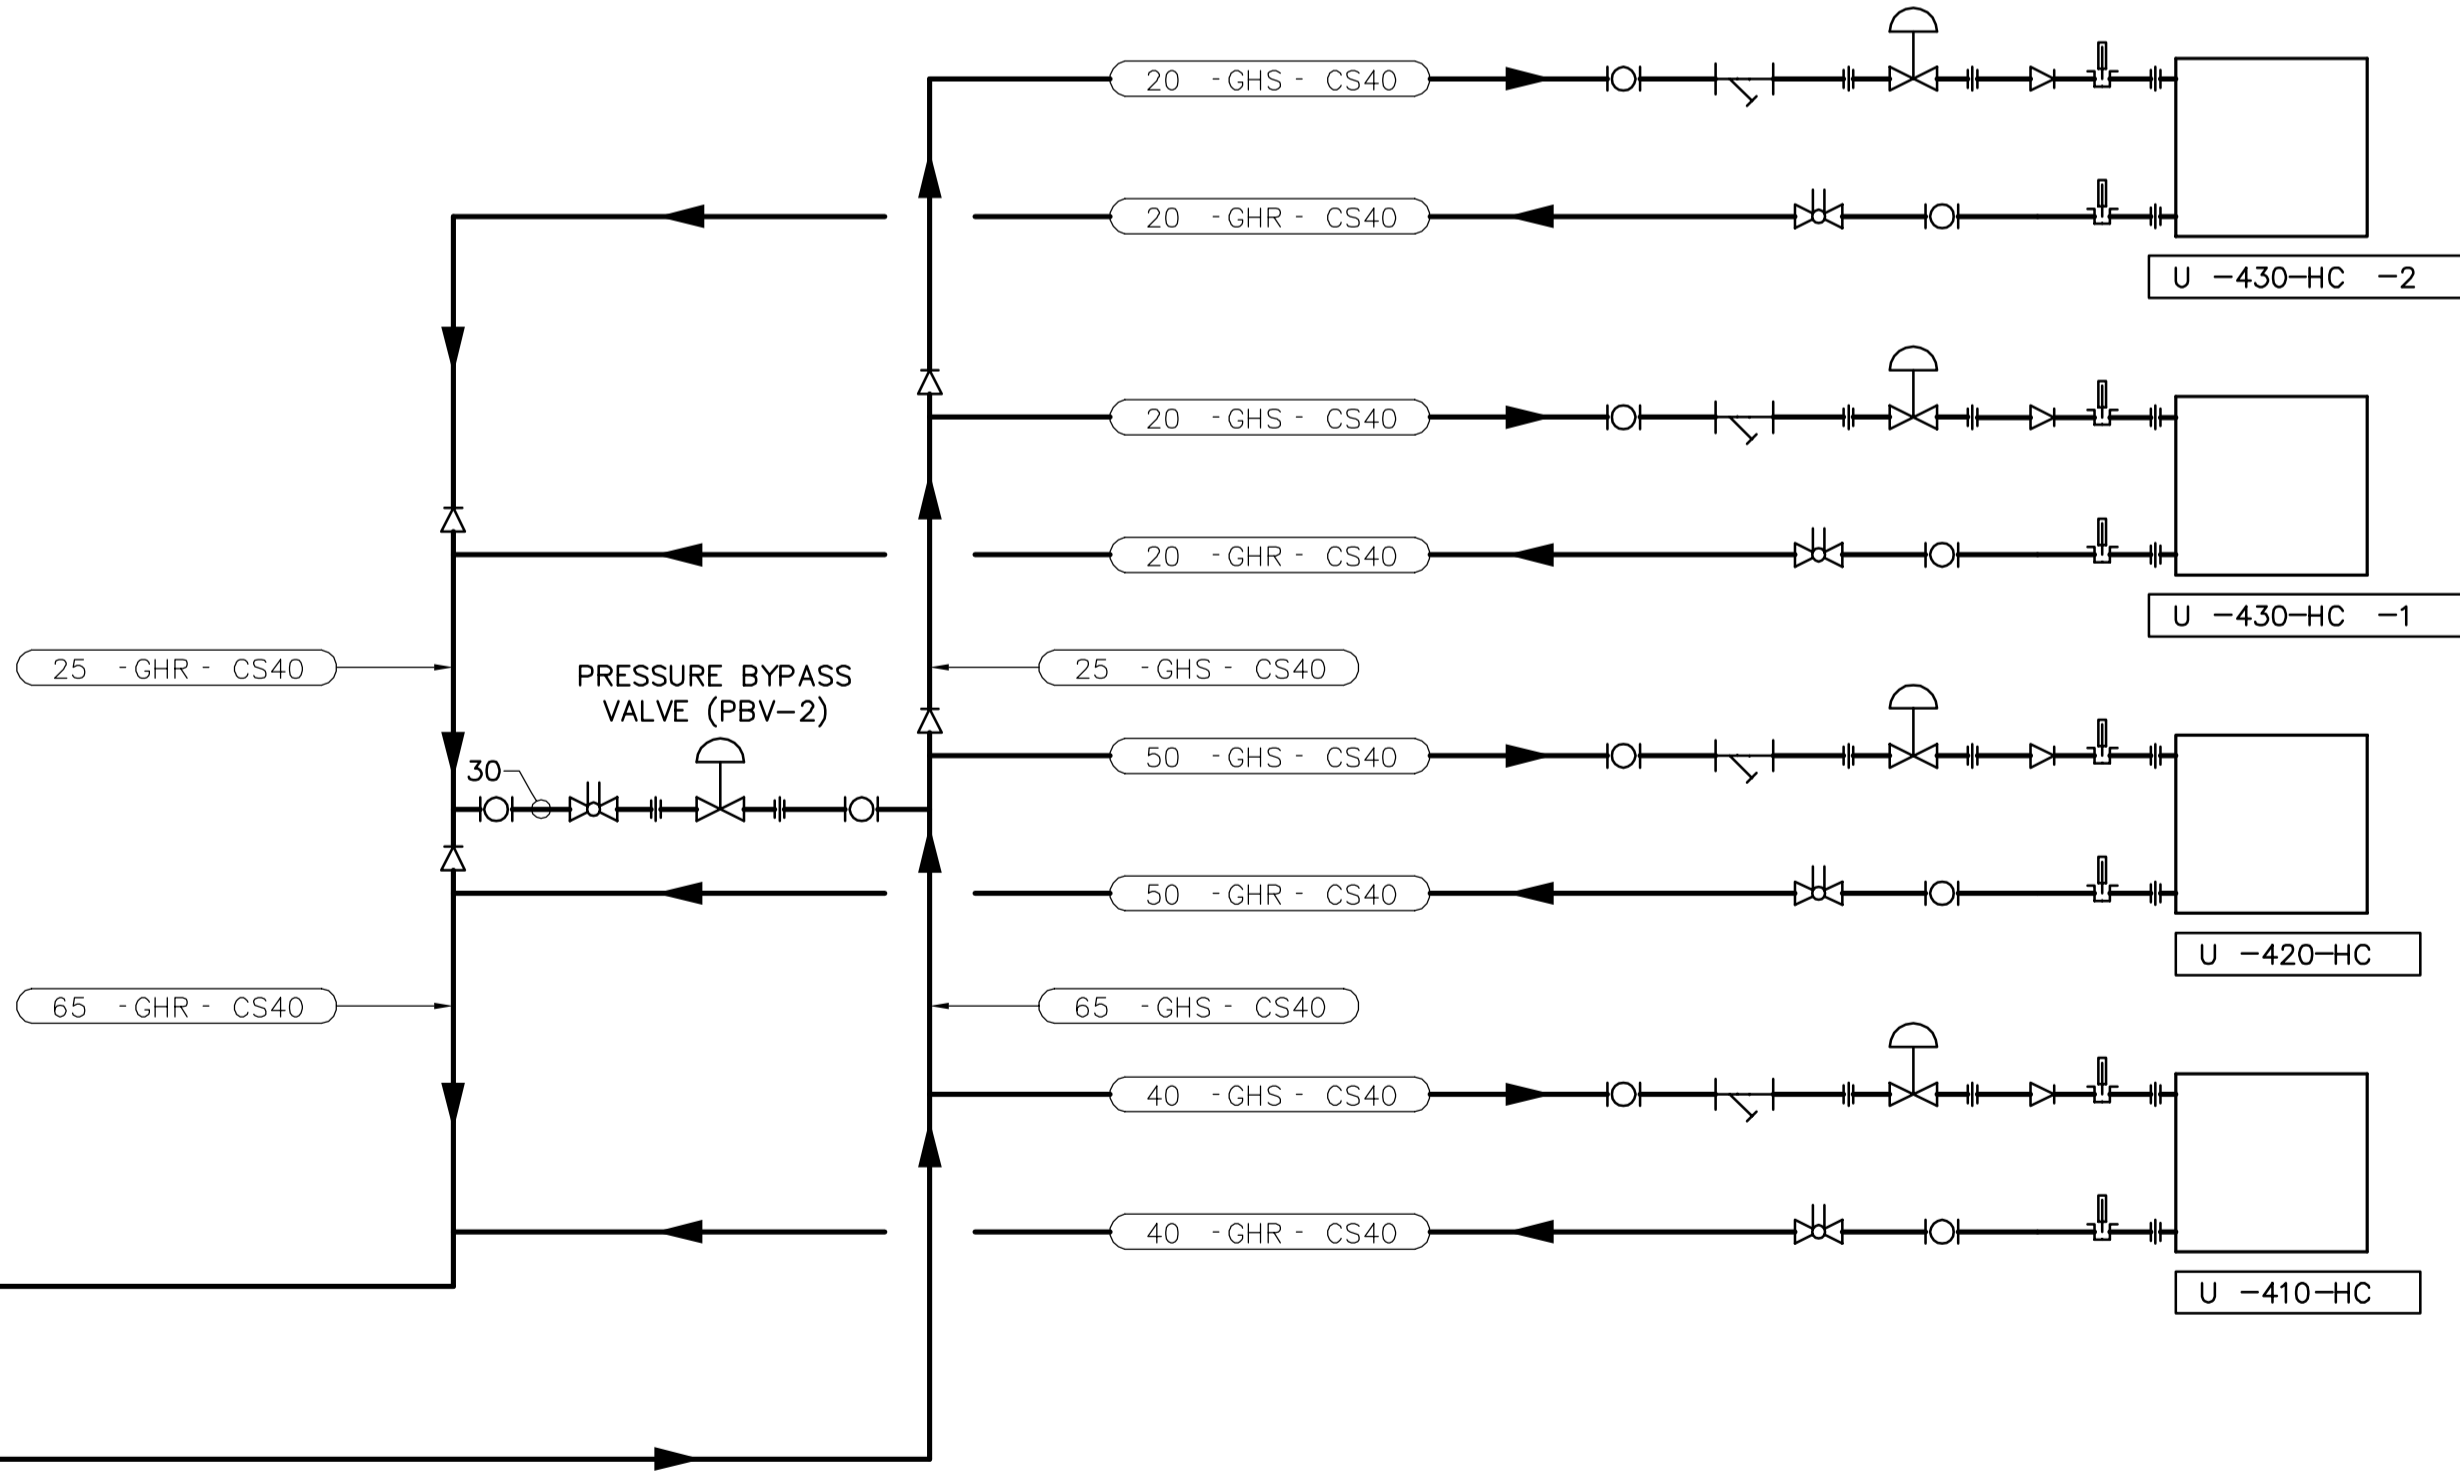 20 -GHS- CS40
20 -GHR- CS40
U -430-HC -2
20 -GHS- CS40
20 -GHR- CS40
U -430-HC -1
25 -GHR- CS40
PRESSURE BYPASS
VALVE (PBV-2)
25 -GHS- CS40
50 -GHS- CS40
30
50 -GHR- CS40
U -420-HC
65 -GHR- CS40
65 -GHS- CS40
40 -GHS- CS40
40 -GHR- CS40
U -410-HC